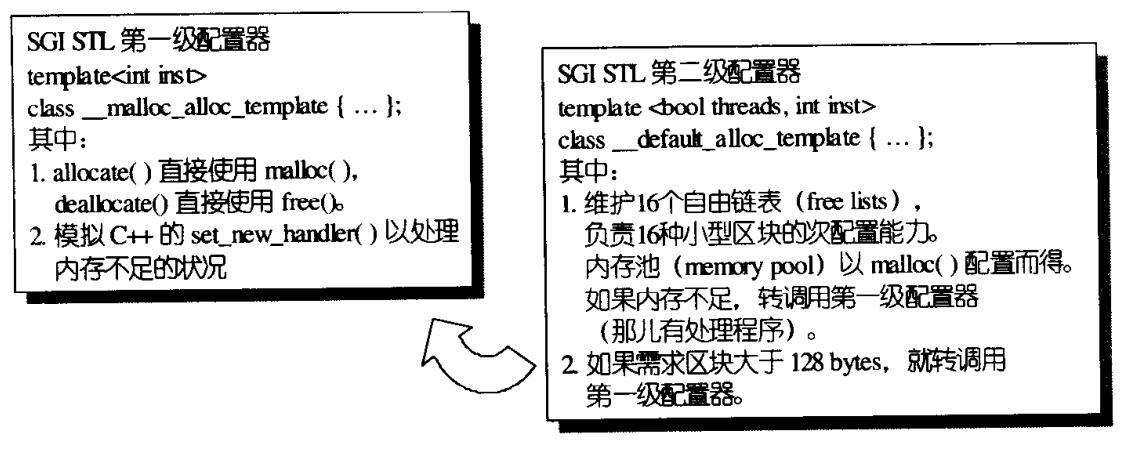 SGI STL 第一级配置器
template<int inst>
class __malloc_alloc_template { … };
其中：
1. allocate( ) 直接使用 malloc( ),
deallocate() 直接使用 free()。
2. 模拟 C++ 的 set_new_handler( ) 以处理
内存不足的状况
SGI STL 第二级配置器
template <bool threads, int inst>
class __default_alloc_template { … };
其中：
1. 维护16个自由链表（free lists），
负责16种小型区块的次配置能力。
内存池（memory pool）以 malloc( ) 配置而得。
如果内存不足，转调用第一级配置器
（那儿有处理程序）。
2. 如果需求区块大于 128 bytes，就转调用
第一级配置器。